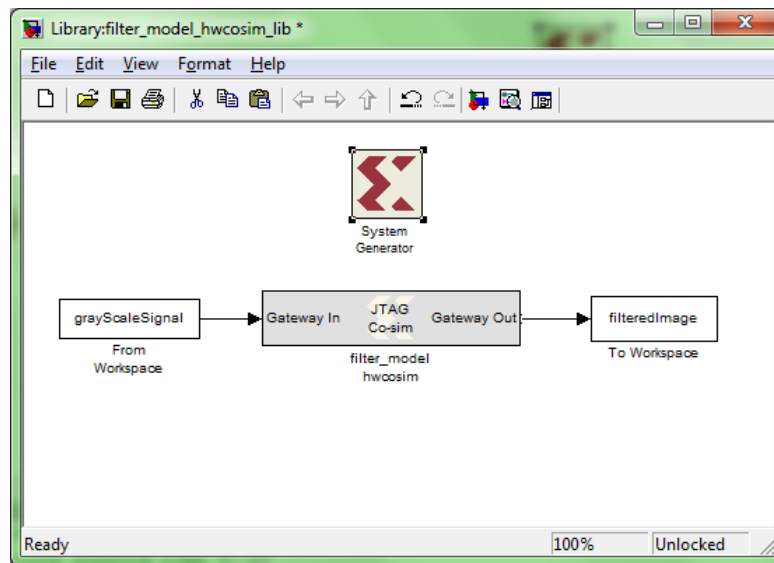 Library:filter_model_hwcosim_lib *
File Edit View Format Help
System
Generator
grayScaleSignal
From
Workspace
Gateway In
JTAG
Co-sim
Gateway Out
filter_model
hwcosim
filteredImage
To Workspace
Ready
100%
Unlocked